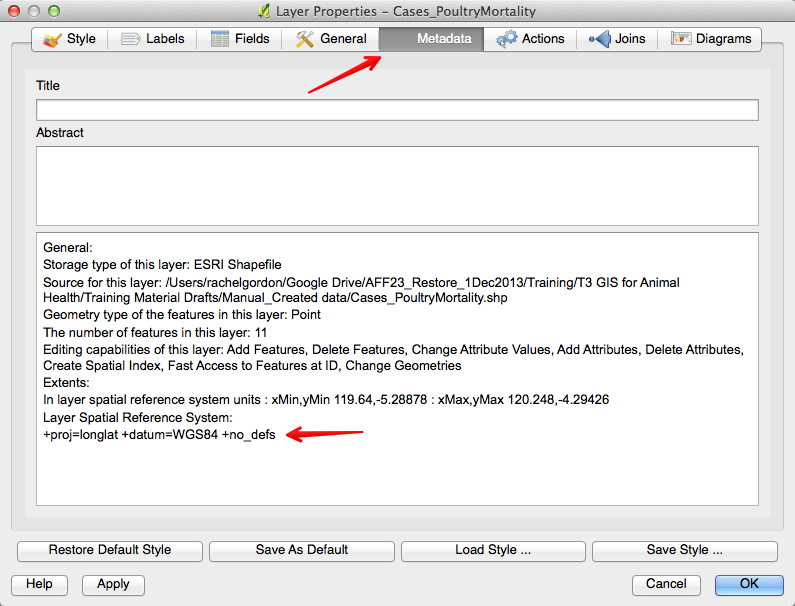 Layer Properties - Cases_PoultryMortality
Style
Labels
Fields
General
Metadata
Actions
Joins
Diagrams
Title
Abstract
General:
Storage type of this layer: ESRI Shapefile
Source for this layer: /Users/rachelgordon/Google Drive/AFF23_Restore_1Dec2013/Training/T3 GIS for Animal
Health/Training Material Drafts/Manual_Created data/Cases_PoultryMortality.shp
Geometry type of the features in this layer: Point
The number of features in this layer: 11
Editing capabilities of this layer: Add Features, Delete Features, Change Attribute Values, Add Attributes, Delete Attributes,
Create Spatial Index, Fast Access to Features at ID, Change Geometries
Extents:
In layer spatial reference system units : xMin,yMin 119.64,-5.28878 : xMax,yMax 120.248,-4.29426
Layer Spatial Reference System:
+proj=longlat +datum=WGS84 +no_defs
Restore Default Style
Save As Default
Load Style ...
Save Style ...
Help
Apply
Cancel
OK